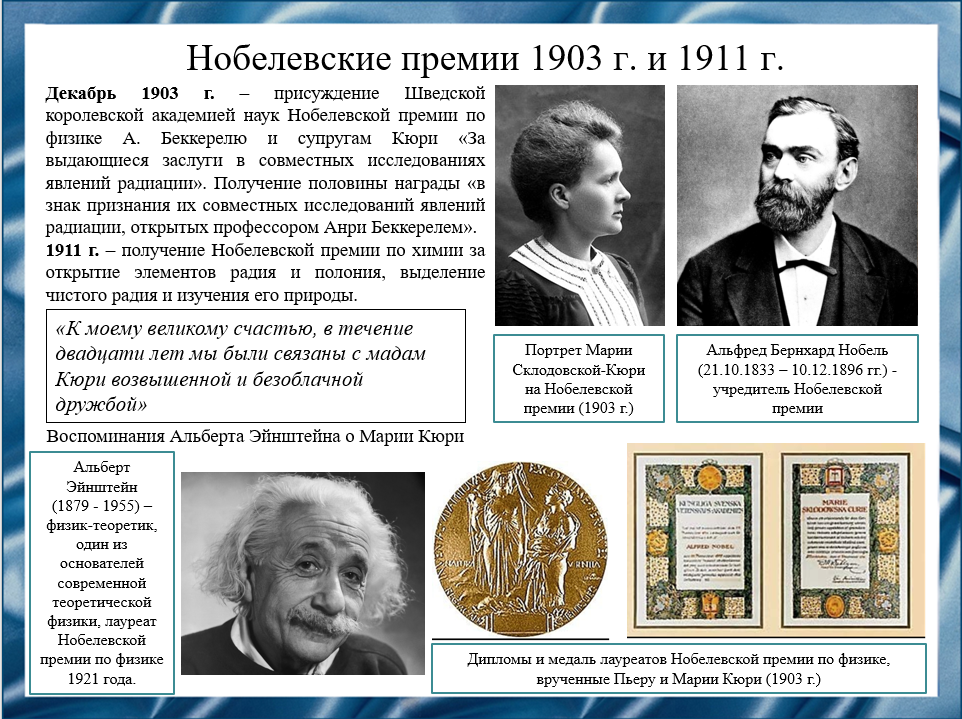 Нобелевские премии 1903 г. и 1911 г.
Декабрь 1903 г. – присуждение Шведской
королевской академией наук Нобелевской премии по
физике А. Беккерелю и супругам Кюри «За
выдающиеся заслуги в совместных исследованиях
явлений радиации». Получение половины награды «в
знак признания их совместных исследований явлений
радиации, открытых профессором Анри Беккерелем».
1911 г. – получение Нобелевской премии по химии за
открытие элементов радия и полония, выделение
чистого радия и изучения его природы.
«К моему великому счастью, в течение
двадцати лет мы были связаны с мадам
Кюри возвышенной и безоблачной
дружбой»
Воспоминания Альберта Эйнштейна о Марии Кюри
Портрет Марии
Склодовской-Кюри
на Нобелевской
премии (1903 г.)
Альфред Бернхард Нобель
(21.10.1833 – 10.12.1896 гг.) -
учредитель Нобелевской
премии
Альберт
Эйнштейн
(1879 - 1955) –
физик-теоретик,
один из
основателей
современной
теоретической
физики, лауреат
Нобелевской
премии по физике
1921 года.
KUNGLIGA SVENSKA
VETENSKAPS AKADEMIEN
ALFRED NOBEL
MARIE
SKLODOWSKA CURIE
Дипломы и медаль лауреатов Нобелевской премии по физике,
врученные Пьеру и Марии Кюри (1903 г.)